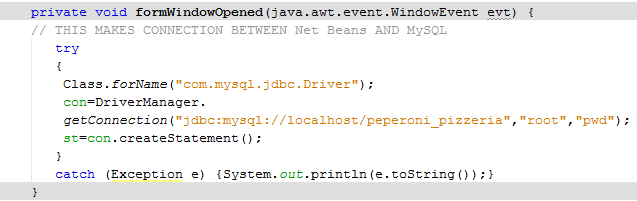 private void formWindowOpened(java.awt.event.WindowEvent evt) {
// THIS MAKES CONNECTION BETWEEN Net Beans AND MySQL
try
{
Class.forName("com.mysql.jdbc.Driver");
con=DriverManager.
getConnection("jdbc:mysql://localhost/peperoni_pizzeria","root","pwd");
st=con.createStatement();
}
catch (Exception e) {System.out.println(e.toString());}
}